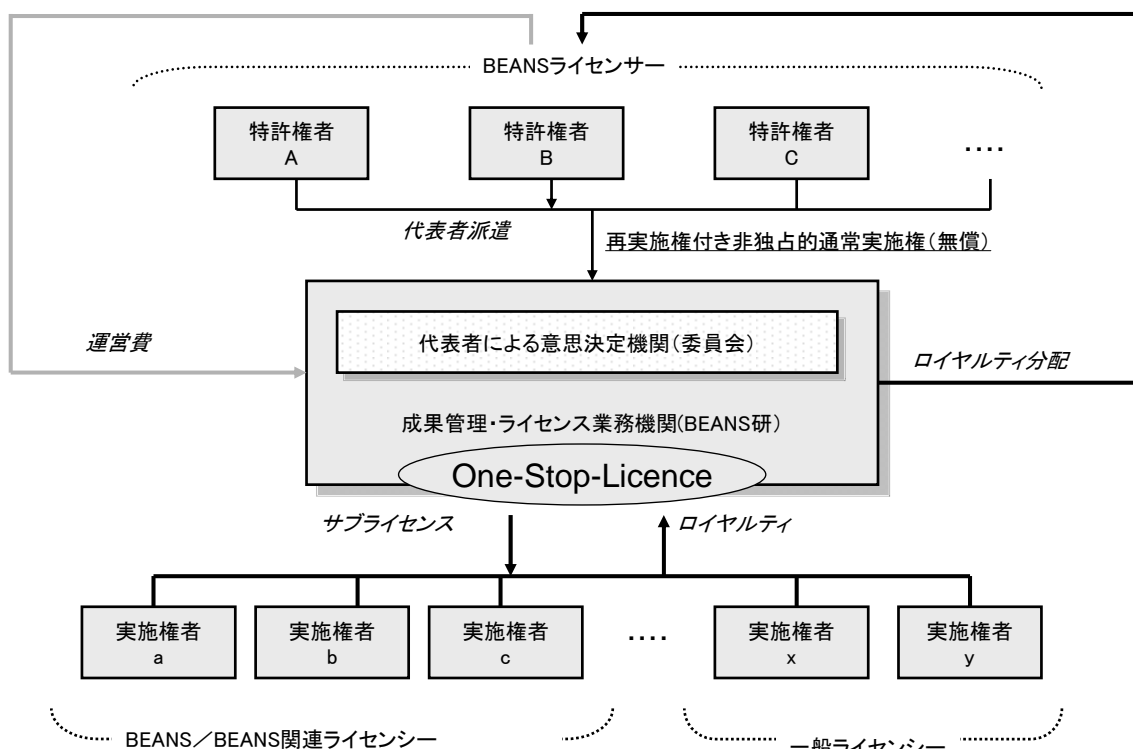 BEANSライセンサー
特許権者
A
特許権者
B
特許権者
C
....
代表者派遣
再実施権付き非独占的通常実施権(無償)
運営費
代表者による意思決定機関(委員会)
ロイヤルティ分配
成果管理・ライセンス業務機関(BEANS研)
One-Stop-Licence
サブライセンス
ロイヤルティ
実施権者
a
実施権者
b
実施権者
c
....
実施権者
x
実施権者
y
BEANS/BEANS関連ライセンシー
一般ライセンシー